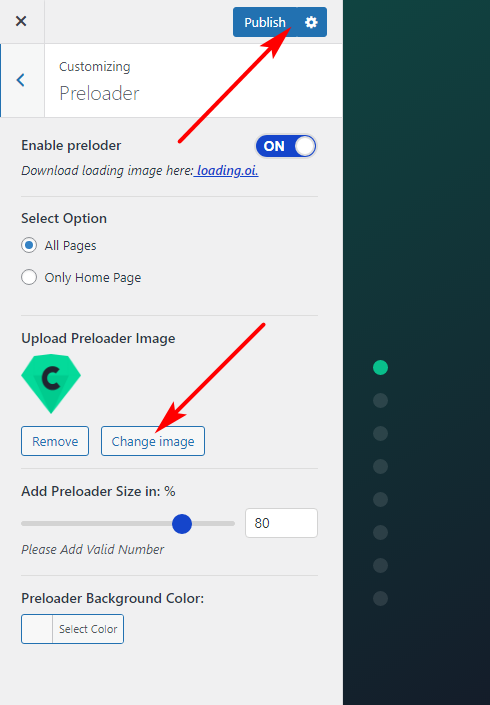 Publish
Customizing
Preloader
Enable preloder
ON
Download loading image here: loading.oi.
Select Option
All Pages
Only Home Page
Upload Preloader Image
C
Remove
Change image
Add Preloader Size in: %
80
Please Add Valid Number
Preloader Background Color:
Select Color